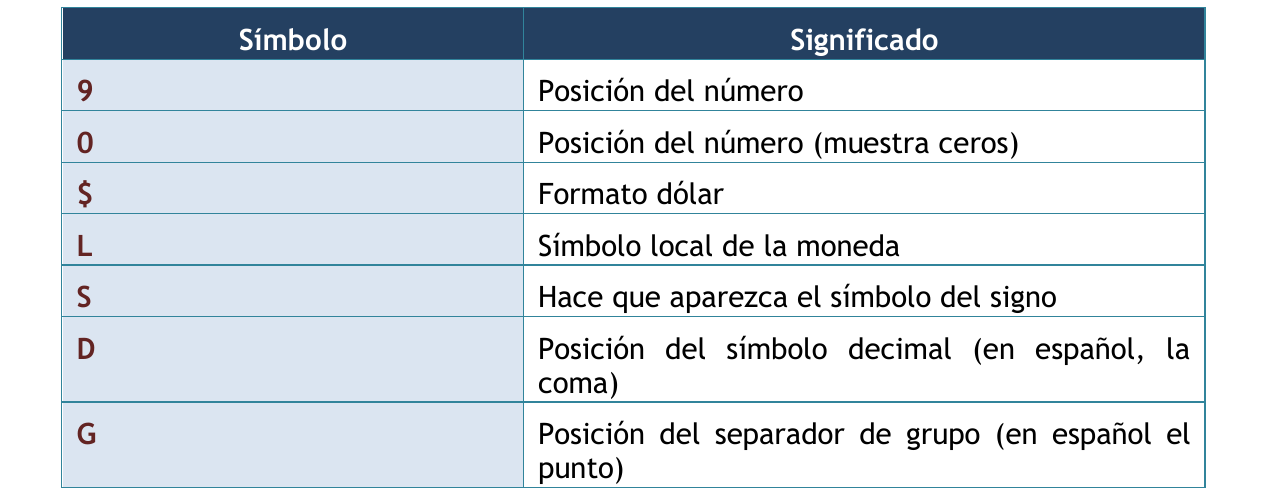 Símbolo Significado
9 Posición del número
0 Posición del número (muestra ceros)
$ Formato dólar
L Símbolo local de la moneda
S Hace que aparezca el símbolo del signo
D Posición del símbolo decimal (en español, la
coma)
G Posición del separador de grupo (en español el
punto)